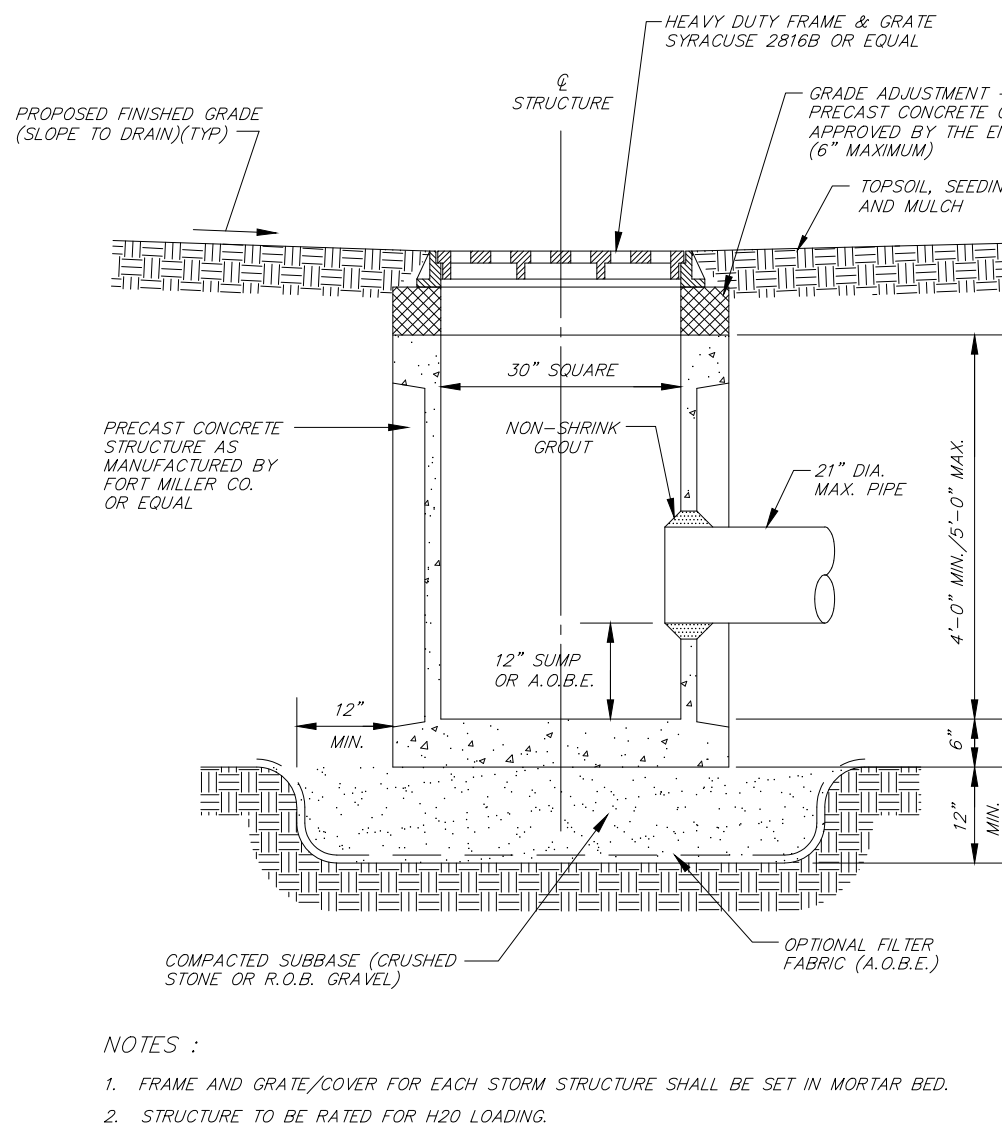 HEAVY DUTY FRAME & GRATE
SYRACUSE 2816B OR EQUAL
℄
STRUCTURE
PROPOSED FINISHED GRADE
(SLOPE TO DRAIN)(TYP)
GRADE ADJUSTMENT -
PRECAST CONCRETE
APPROVED BY THE
(6" MAXIMUM)
TOPSOIL, SEEDIN
AND MULCH
30" SQUARE
PRECAST CONCRETE
STRUCTURE AS
MANUFACTURED BY
FORT MILLER CO.
OR EQUAL
NON-SHRINK
GROUT
21" DIA.
MAX. PIPE
4'-0" MIN./5'-0" MAX.
12" SUMP
OR A.O.B.E.
12"
MIN.
6"
12"
MIN.
COMPACTED SUBBASE (CRUSHED
STONE OR R.O.B. GRAVEL)
OPTIONAL FILTER
FABRIC (A.O.B.E.)
NOTES :
1. FRAME AND GRATE/COVER FOR EACH STORM STRUCTURE SHALL BE SET IN MORTAR BED.
2. STRUCTURE TO BE RATED FOR H20 LOADING.